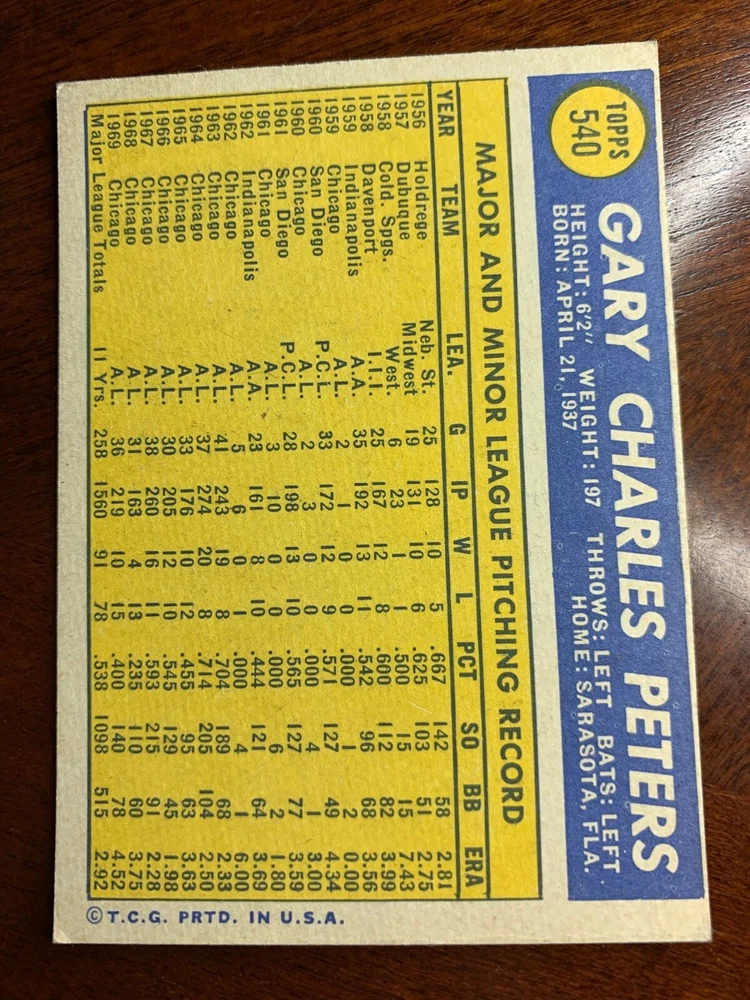 TOPPS
540
GARY CHARLES PETERS
HEIGHT: 6'2" WEIGHT: 197 THROWS: LEFT BATS: LEFT
BORN: APRIL 21, 1937 HOME: SARASOTA, FLA.
MAJOR AND MINOR LEAGUE PITCHING RECORD
YEAR TEAM LEA. G IP W L PCT SO BB ERA
1956 Holdrege Neb. St. 25 128 10 5 .667 142 58 2.81
1957 Dubuque Midwest 19 131 10 6 .625 103 51 2.75
1958 Cold. Spgs. West. 6 23 1 1 .500 15 15 7.43
1958 Davenport I.I.I. 25 167 12 8 .600 112 82 3.99
1959 Indianapolis A.A. 35 192 13 11 .542 96 68 3.56
1959 Chicago A.L. 2 1 0 0 .000 1 2 0.00
1960 San Diego P.C.L. 33 172 12 9 .571 127 49 4.34
1960 Chicago A.L. 2 3 0 0 .000 4 1 3.00
1961 San Diego P.C.L. 28 198 13 10 .565 127 77 3.59
1961 Chicago A.L. 3 10 0 0 .000 6 2 1.80
1962 Indianapolis A.A. 23 161 8 10 .444 121 64 3.69
1962 Chicago A.L. 5 6 0 1 .000 4 1 6.00
1963 Chicago A.L. 41 243 19 8 .704 189 68 2.33
1964 Chicago A.L. 37 274 20 8 .714 205 104 2.50
1965 Chicago A.L. 33 176 10 12 .455 95 63 3.63
1966 Chicago A.L. 30 205 12 10 .545 129 45 1.98
1967 Chicago A.L. 38 260 16 11 .593 215 91 2.28
1968 Chicago A.L. 31 163 4 13 .235 110 60 3.75
1969 Chicago A.L. 36 219 10 15 .400 140 78 4.52
Major League Totals 11 Yrs. 258 1560 91 78 .538 1098 515 2.92
©T.C.G. PRTD. IN U.S.A.